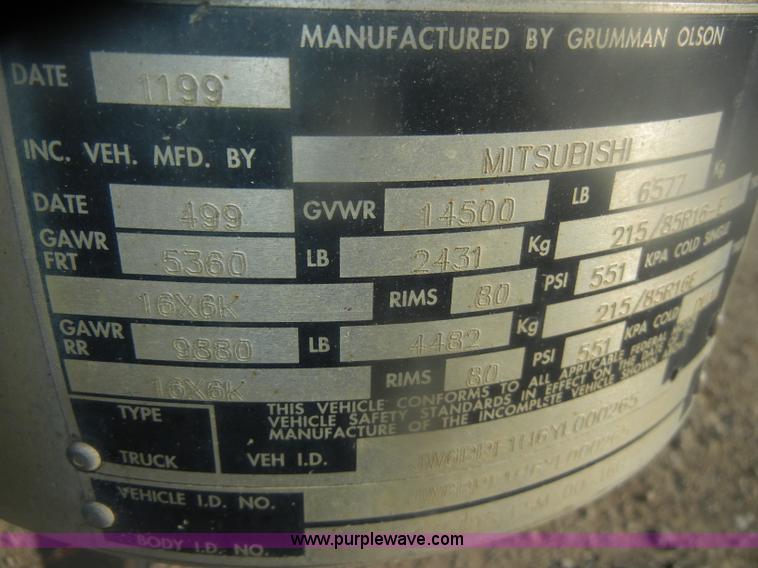 MANUFACTURED BY GRUMMAN OLSON
DATE 1199
INC. VEH. MFD. BY MITSUBISHI
DATE 499 GVWR 14500 LB 6577 Kg
GAWR FRT 5360 LB 2431 Kg 215/85R16-E
16X6K RIMS 80 PSI 551 KPA COLD SINGLE
GAWR RR 9880 LB 4482 Kg 215/85R16E
16X6K RIMS 80 PSI 551 KPA COLD
TYPE TRUCK
THIS VEHICLE CONFORMS TO ALL APPLICABLE FEDERAL
VEHICLE SAFETY STANDARDS IN EFFECT ON THE DATE OF
MANUFACTURE OF THE INCOMPLETE VEHICLE SHOWN ABOVE
VEH I.D.
VEHICLE I.D. NO.
BODY I.D. NO.
www.purplewave.com